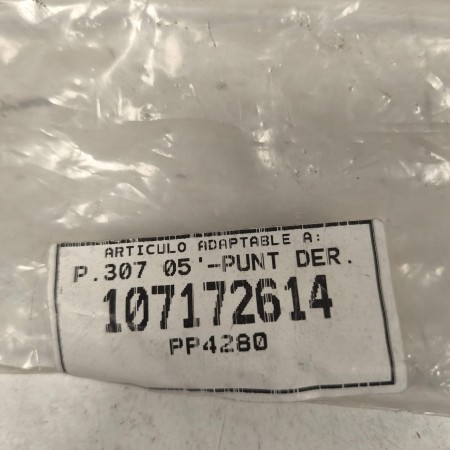 ARTICULO ADAPTABLE A:
P.307 05'-PUNT DER.
107172614
PP4280